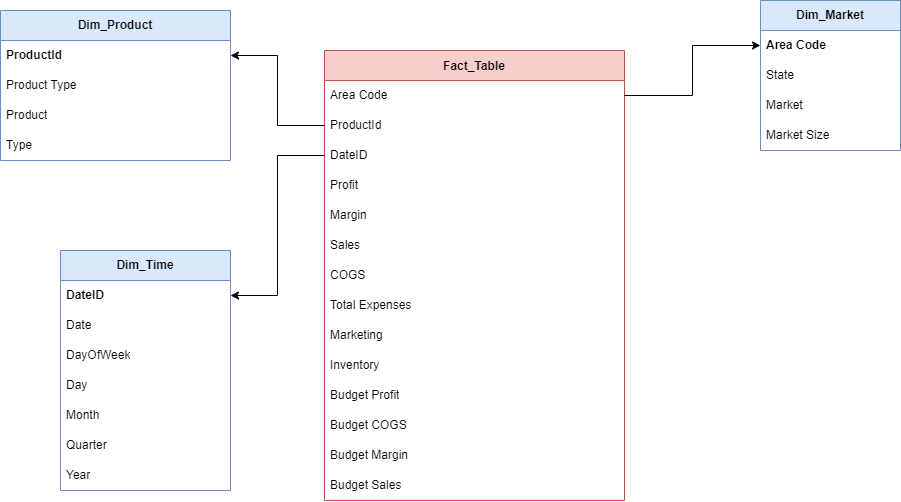 Dim_Product
ProductId
Product Type
Product
Type
Fact_Table
Area Code
ProductId
DateID
Profit
Margin
Sales
COGS
Total Expenses
Marketing
Inventory
Budget Profit
Budget COGS
Budget Margin
Budget Sales
Dim_Market
Area Code
State
Market
Market Size
Dim_Time
DateID
Date
DayOfWeek
Day
Month
Quarter
Year